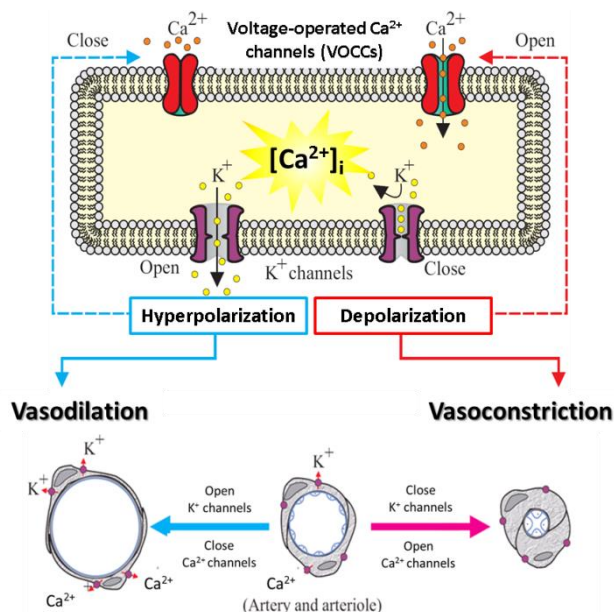 Close
Ca²⁺
Voltage-operated Ca²⁺
channels (VOCCs)
Ca²⁺
Open
[Ca²⁺]ᵢ
K⁺
K⁺
Open
K⁺ channels
Close
Hyperpolarization
Depolarization
Vasodilation
Vasoconstriction
K⁺
K⁺
K⁺
Open
K⁺ channels
Close
K⁺ channels
Close
Ca²⁺ channels
Open
Ca²⁺ channels
Ca²⁺
Ca²⁺
Ca²⁺
(Artery and arteriole)